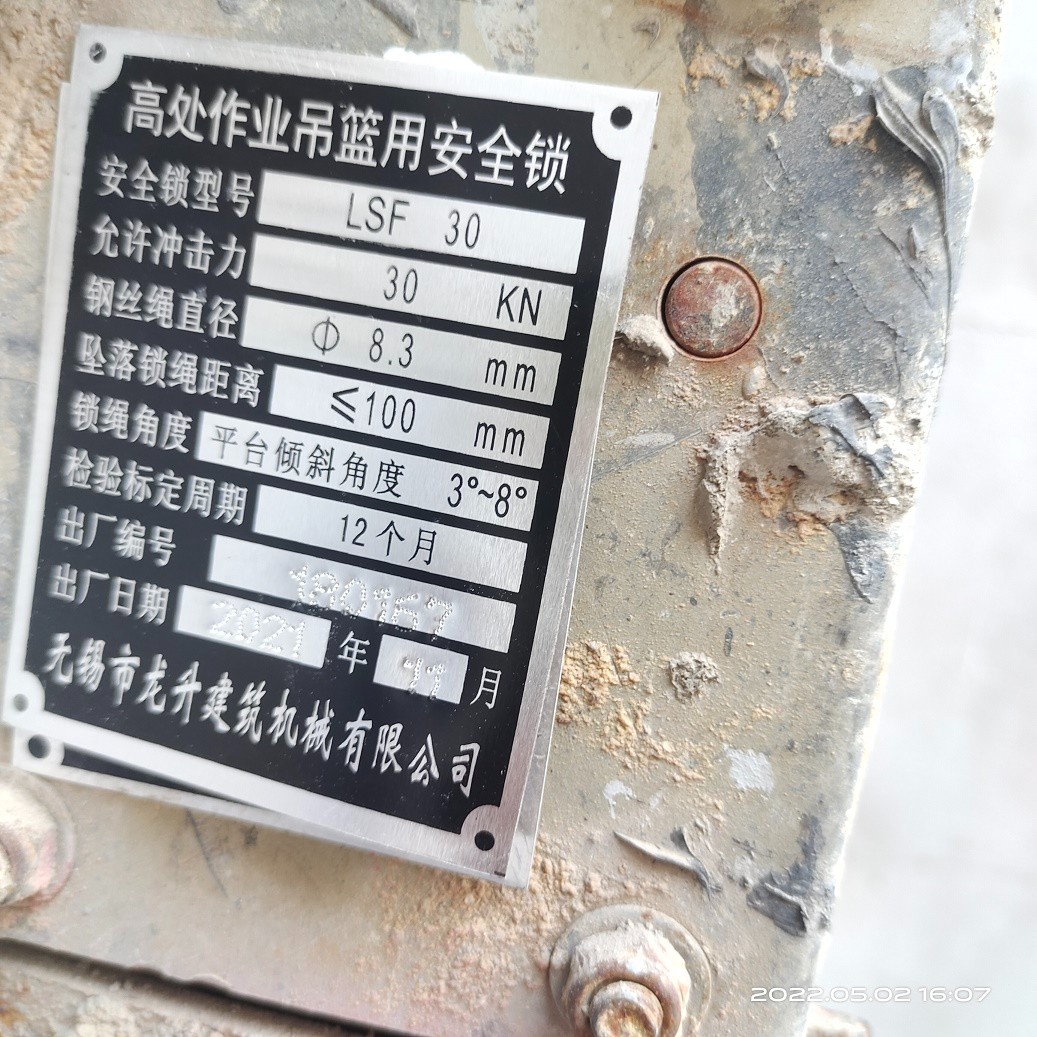 高处作业吊篮用安全锁
安全锁型号 LSF 30
允许冲击力 30 KN
钢丝绳直径 Φ 8.3 mm
坠落锁绳距离 ≤100 mm
锁绳角度 平台倾斜角度 3°~8°
检验标定周期 12个月
出厂编号 t80167
出厂日期 2021 年 11 月
无锡市龙升建筑机械有限公司
2022.05.02 16:07